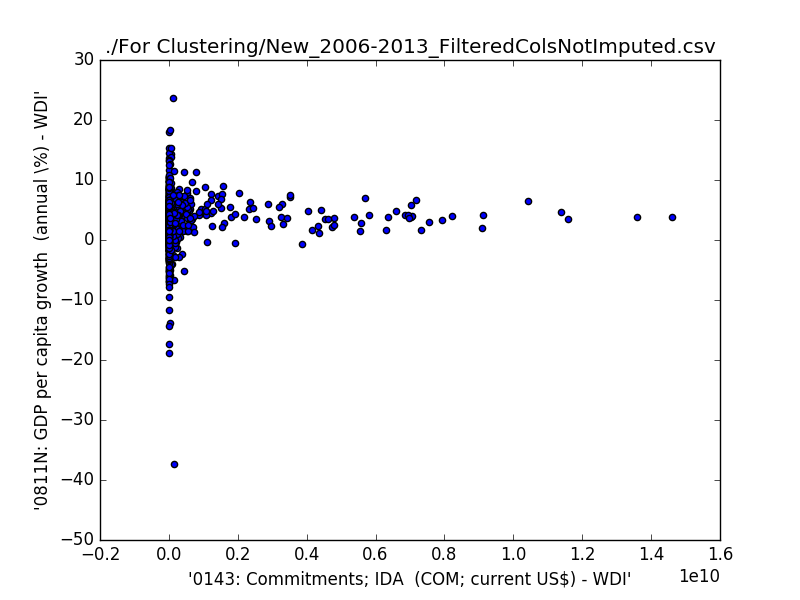 ./For Clustering/New_2006-2013_FilteredColsNotImputed.csv
30
20
10
0
−10
−20
−30
−40
−50
'0811N: GDP per capita growth (annual \%) - WDI'
−0.2 0.0 0.2 0.4 0.6 0.8 1.0 1.2 1.4 1.6
1e10
'0143: Commitments; IDA (COM; current US$) - WDI'